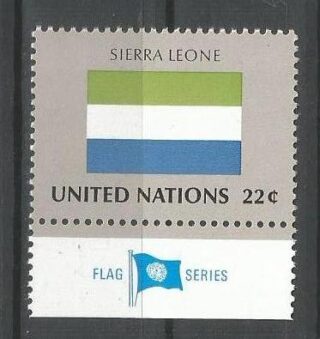 SIERRA LEONE
UNITED NATIONS 22¢
FLAG SERIES